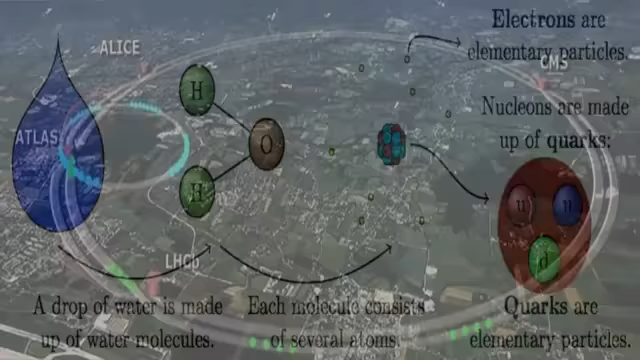 Electrons are
elementary particles.
ALICE
CMS
Nucleons are made
up of quarks:
ATLAS
H
O
H
u
u
d
LHCb
A drop of water is made
up of water molecules.
Each molecule consists
of several atoms.
Quarks are
elementary particles.